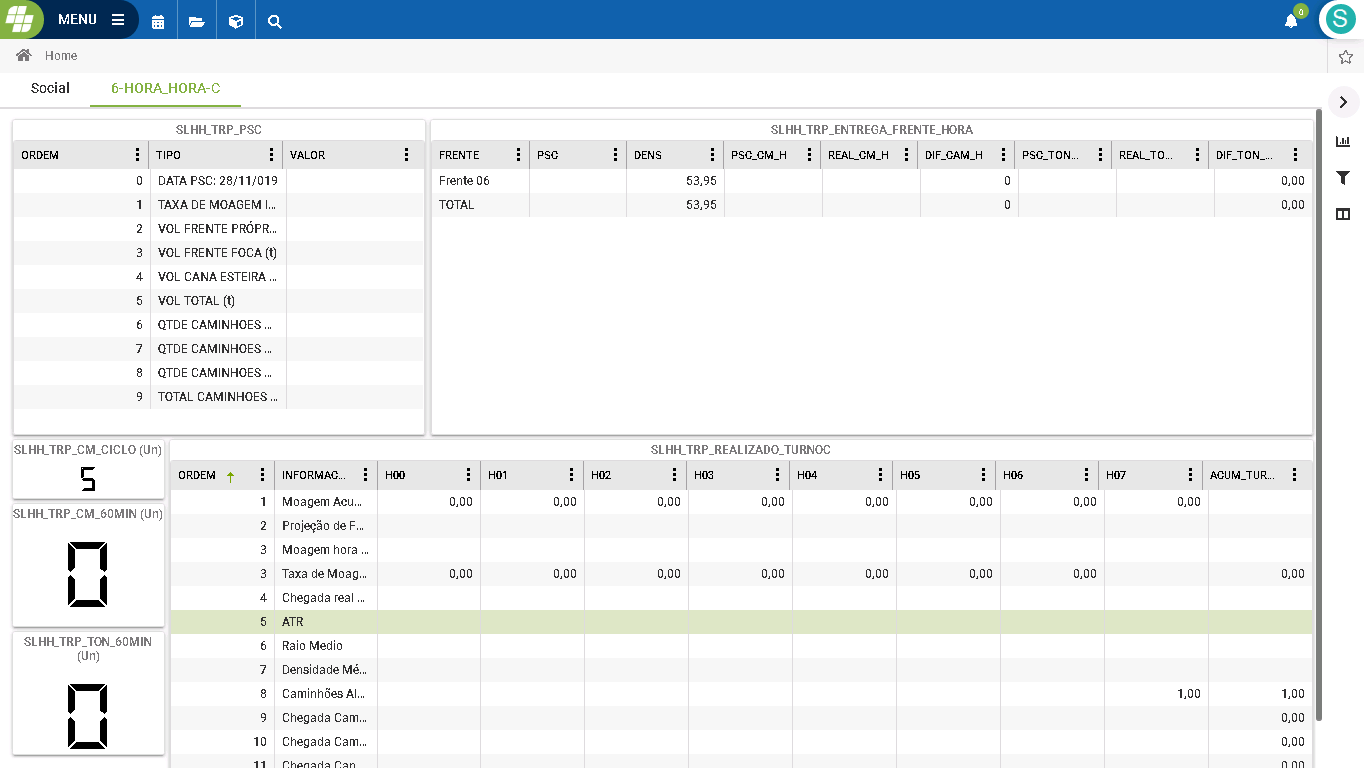 MENU
0
S
Home
Social 6-HORA_HORA-C
SLHH_TRP_PSC
ORDEM TIPO VALOR
0 DATA PSC: 28/11/019
1 TAXA DE MOAGEM I...
2 VOL FRENTE PRÓPR...
3 VOL FRENTE FOCA (t)
4 VOL CANA ESTEIRA ...
5 VOL TOTAL (t)
6 QTDE CAMINHOES ...
7 QTDE CAMINHOES ...
8 QTDE CAMINHOES ...
9 TOTAL CAMINHOES ...
SLHH_TRP_ENTREGA_FRENTE_HORA
FRENTE PSC DENS PSC_CM_H REAL_CM_H DIF_CAM_H PSC_TON... REAL_TO... DIF_TON_...
Frente 06 53,95 0 0,00
TOTAL 53,95 0 0,00
SLHH_TRP_CM_CICLO (Un)
5
SLHH_TRP_CM_60MIN (Un)
0
SLHH_TRP_TON_60MIN
(Un)
0
SLHH_TRP_REALIZADO_TURNOC
ORDEM INFORMAC... H00 H01 H02 H03 H04 H05 H06 H07 ACUM_TUR...
1 Moagem Acu... 0,00 0,00 0,00 0,00 0,00 0,00 0,00 0,00
2 Projeção de F...
3 Moagem hora ...
3 Taxa de Moag... 0,00 0,00 0,00 0,00 0,00 0,00 0,00 0,00
4 Chegada real ...
5 ATR
6 Raio Medio
7 Densidade Mé...
8 Caminhões Al... 1,00 1,00
9 Chegada Cam... 0,00
10 Chegada Cam... 0,00
11 Chegada Can... 0,00